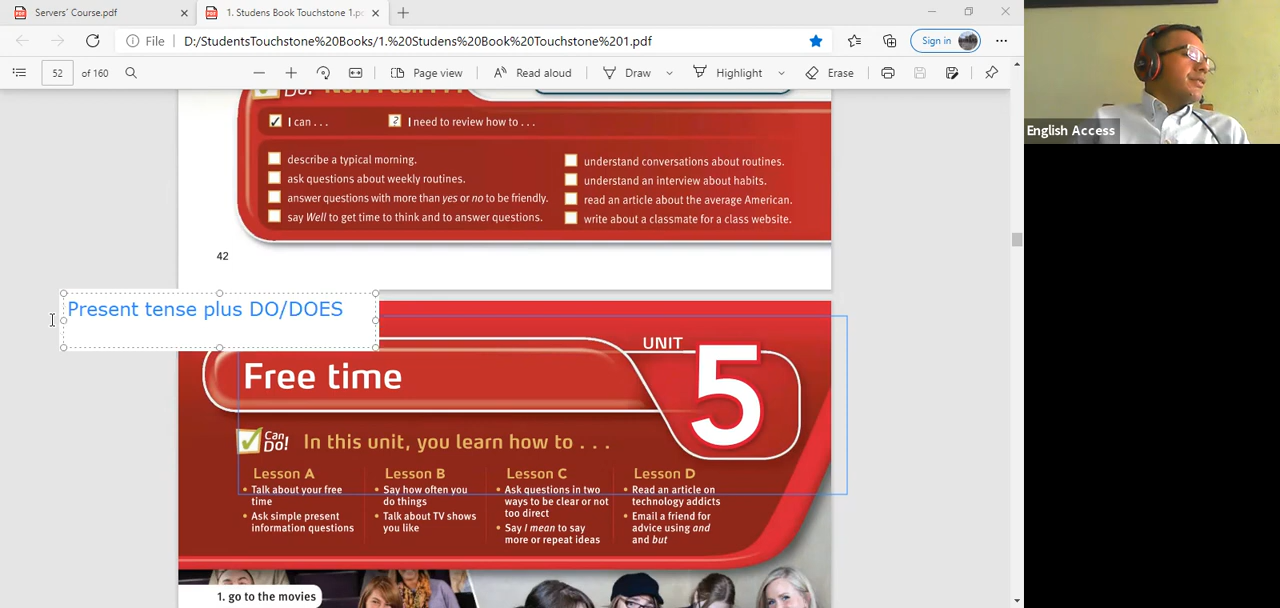 Servers' Course.pdf
1. Studens Book Touchstone 1.pc
File D:/StudentsTouchstone%20Books/1.%20Studens%20Book%20Touchstone%201.pdf
Sign in
52 of 160
Page view
Read aloud
Draw
Highlight
Erase
English Access
Do! Now I can . . .
I can . . .
2 I need to review how to . . .
describe a typical morning.
ask questions about weekly routines.
answer questions with more than yes or no to be friendly.
say Well to get time to think and to answer questions.
understand conversations about routines.
understand an interview about habits.
read an article about the average American.
write about a classmate for a class website.
42
Present tense plus DO/DOES
UNIT 5
Free time
Can Do! In this unit, you learn how to . . .
Lesson A
• Talk about your free
time
• Ask simple present
information questions
Lesson B
• Say how often you
do things
• Talk about TV shows
you like
Lesson C
• Ask questions in two
ways to be clear or not
too direct
• Say I mean to say
more or repeat ideas
Lesson D
• Read an article on
technology addicts
• Email a friend for
advice using and
and but
1. go to the movies